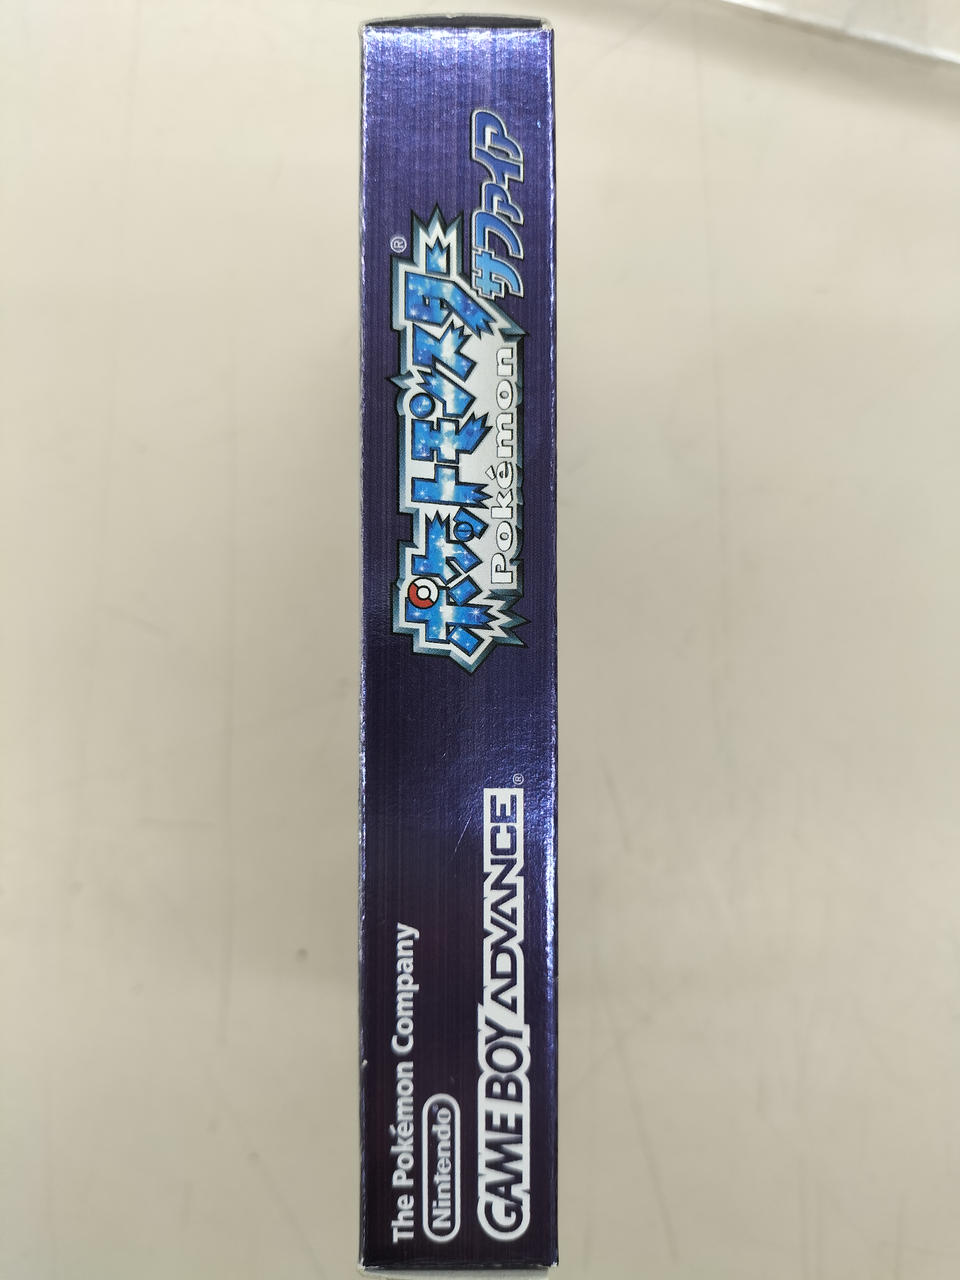 The Pokémon Company
Nintendo®
GAME BOY ADVANCE®
ポケットモンスター®
Pokémon
サファイア